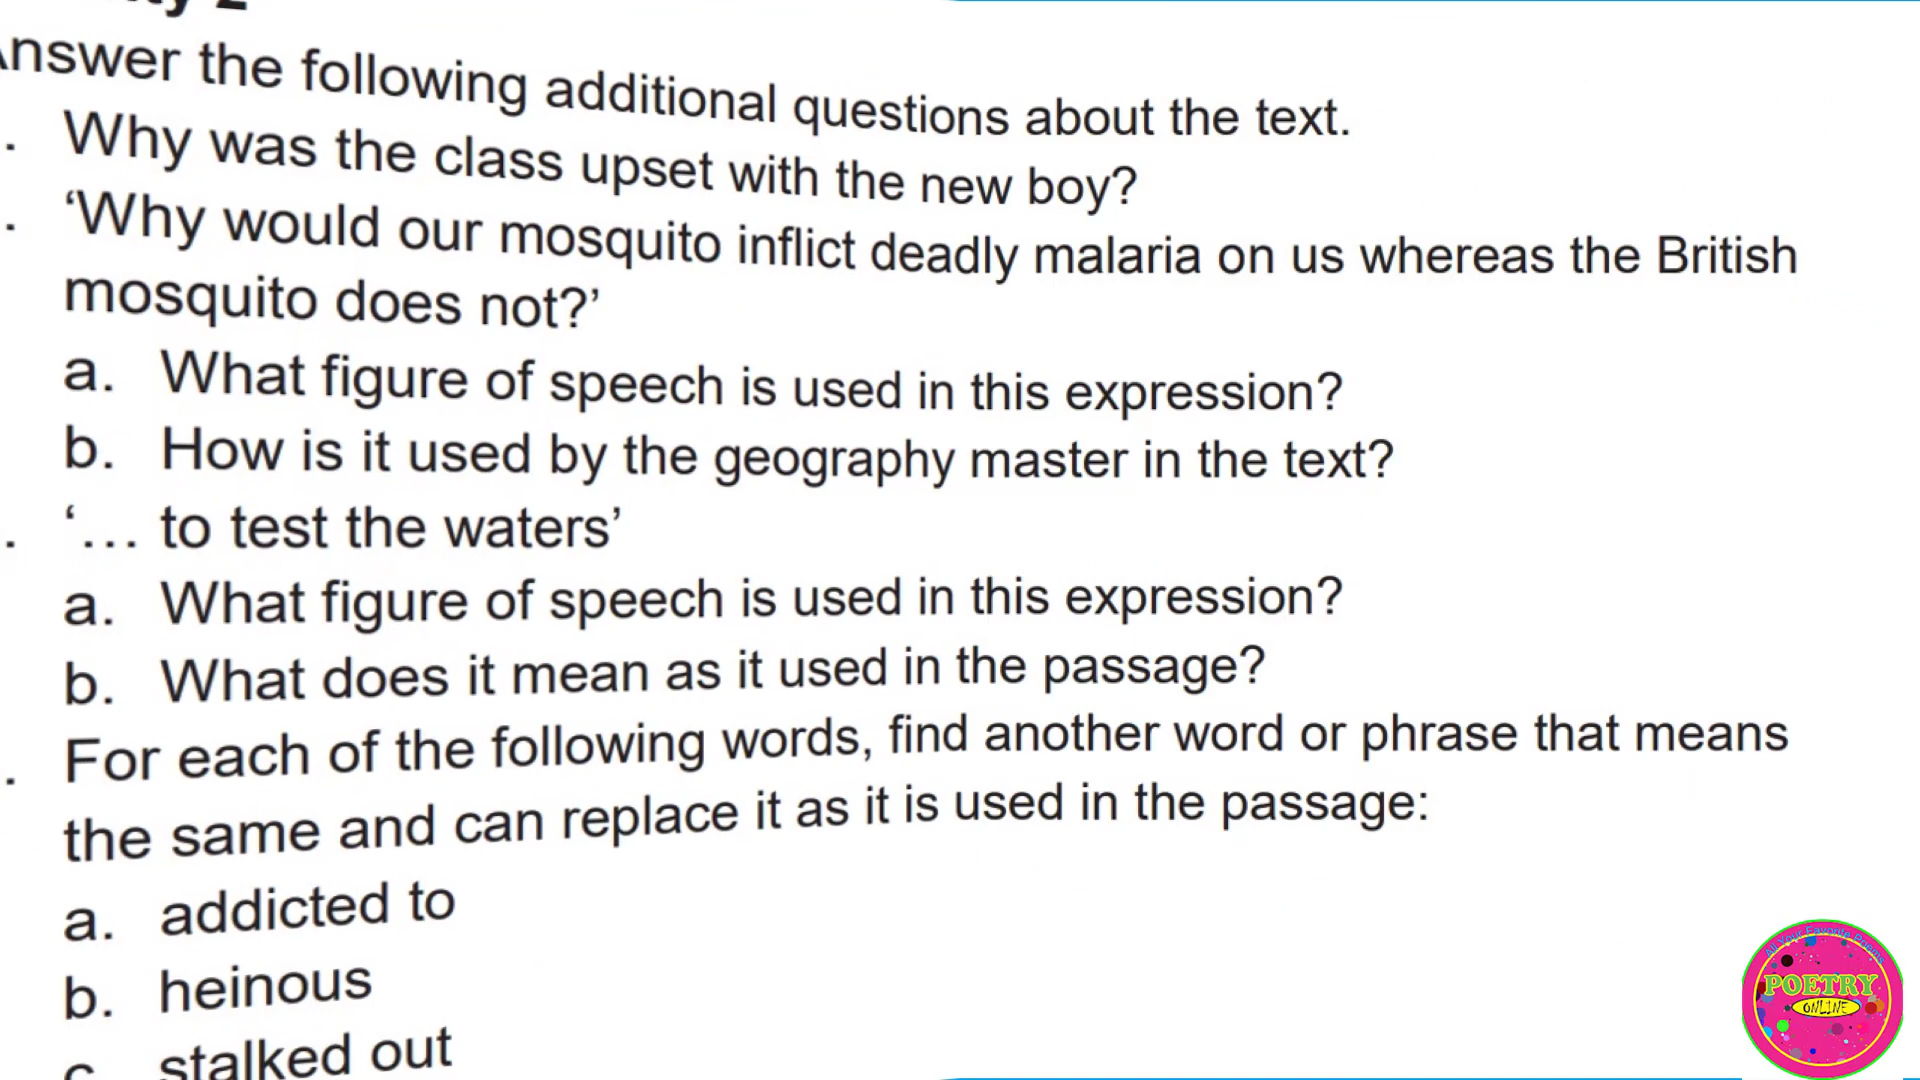 Answer the following additional questions about the text.
. Why was the class upset with the new boy?
. ‘Why would our mosquito inflict deadly malaria on us whereas the British
mosquito does not?’
a. What figure of speech is used in this expression?
b. How is it used by the geography master in the text?
. ‘… to test the waters’
a. What figure of speech is used in this expression?
b. What does it mean as it used in the passage?
. For each of the following words, find another word or phrase that means
the same and can replace it as it is used in the passage:
a. addicted to
b. heinous
c. stalked out
All Your Favorite Poems
POETRY
ONLINE